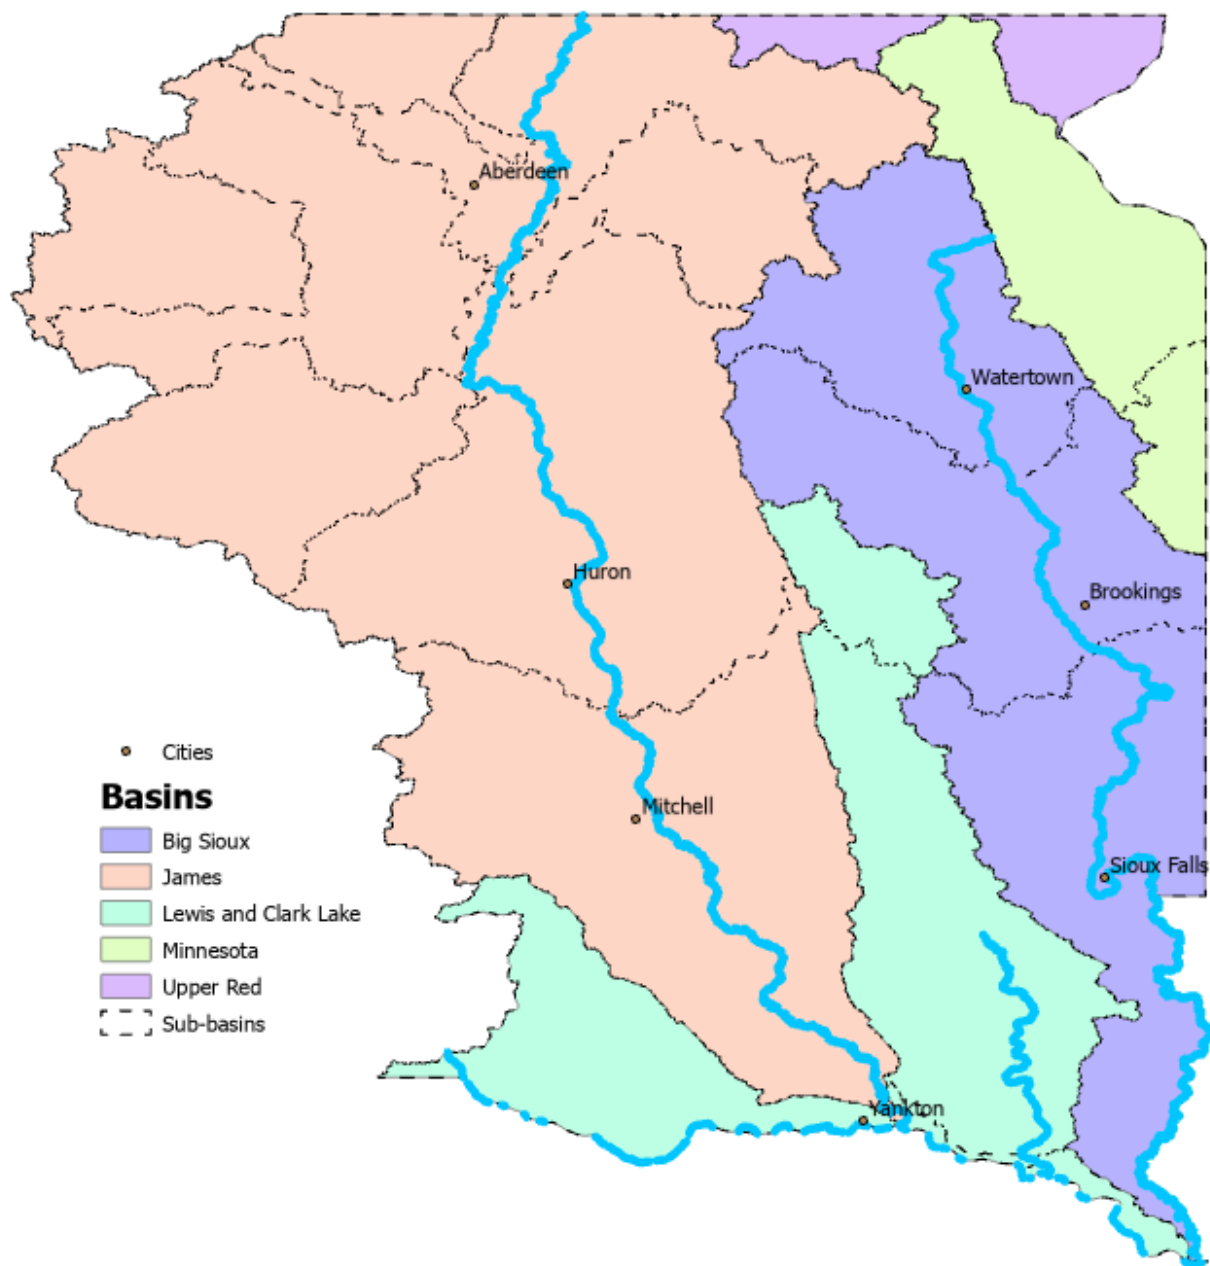 Aberdeen
Watertown
Huron
Brookings
Cities
Basins
Mitchell
Big Sioux
Sioux Falls
James
Lewis and Clark Lake
Minnesota
Upper Red
Sub-basins
Yankton